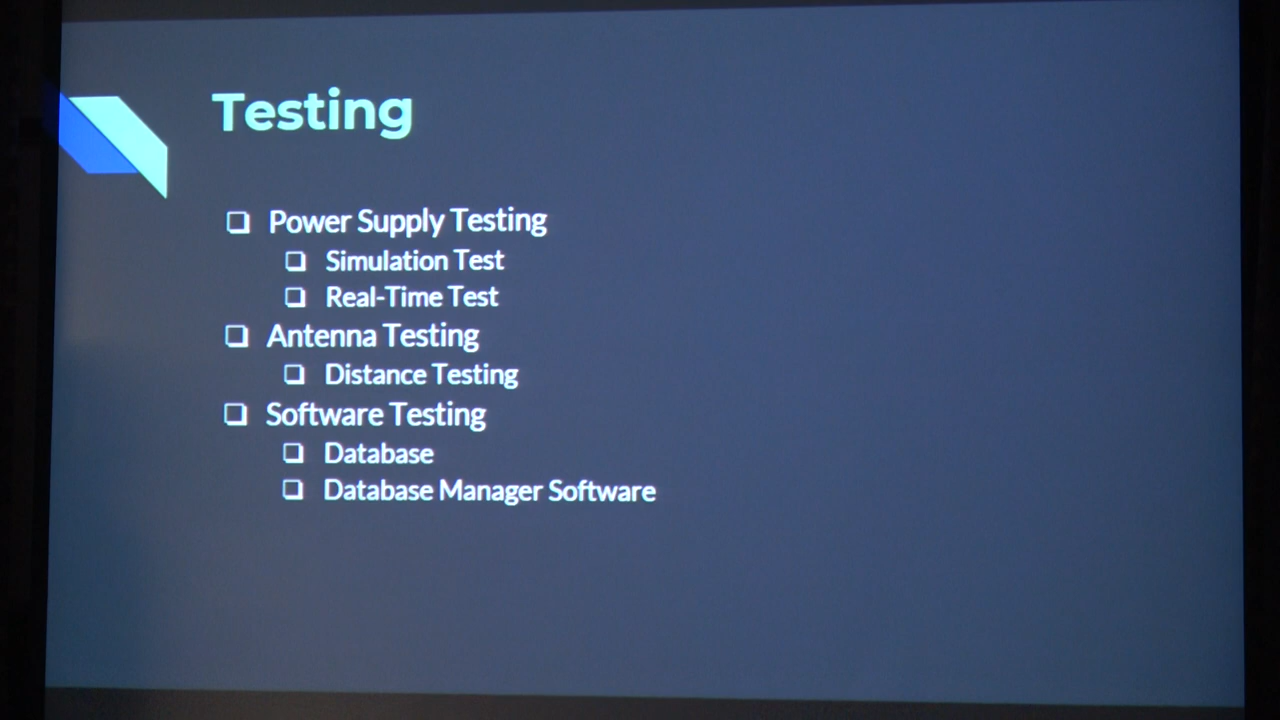 Testing
❏ Power Supply Testing
❏ Simulation Test
❏ Real-Time Test
❏ Antenna Testing
❏ Distance Testing
❏ Software Testing
❏ Database
❏ Database Manager Software